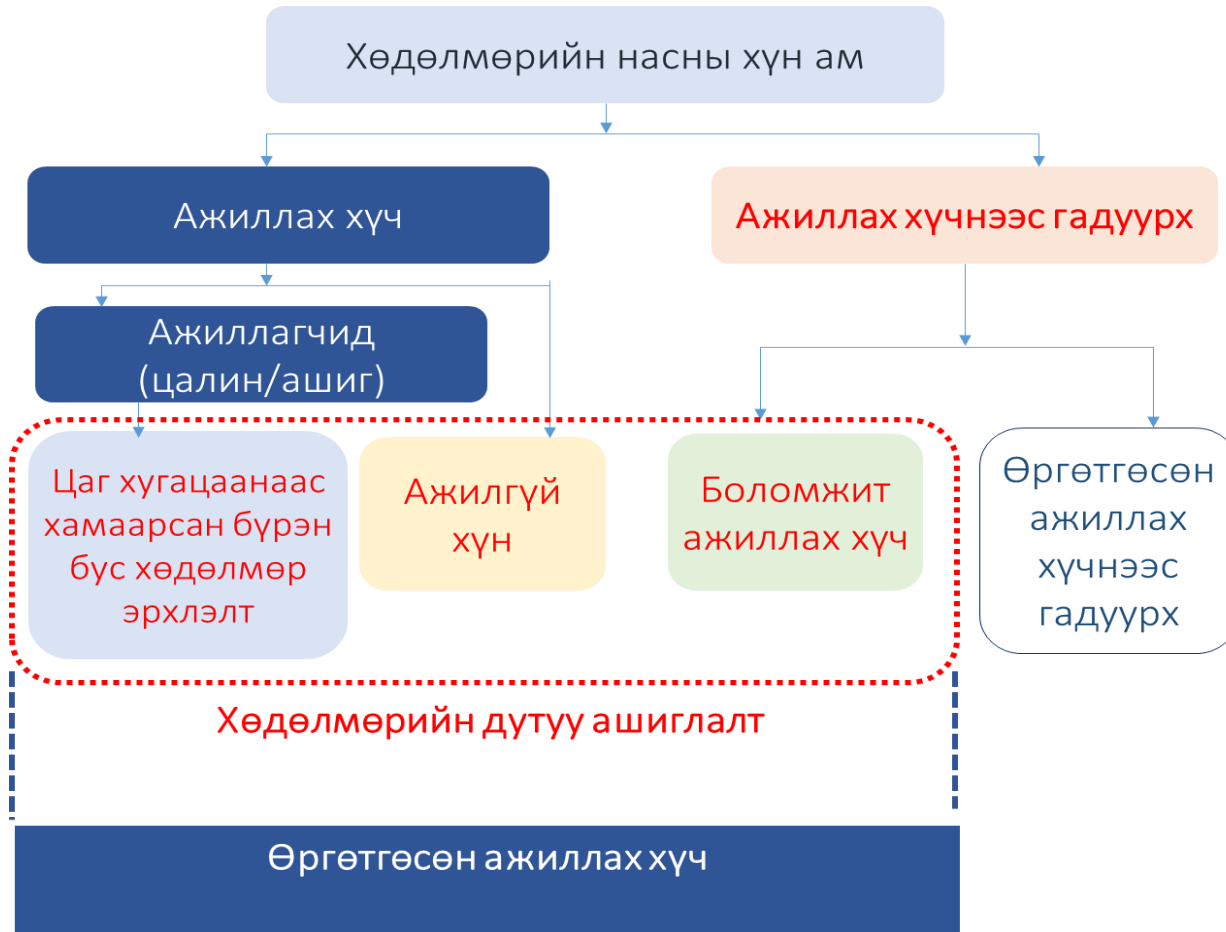 Хөдөлмөрийн насны хүн ам
Ажиллах хүч
Ажиллах хүчнээс гадуурх
Ажиллагчид
(цалин/ашиг)
Цаг хугацаанаас
хамаарсан бүрэн
бус хөдөлмөр
эрхлэлт
Ажилгүй
хүн
Боломжит
ажиллах хүч
Өргөтгөсөн
ажиллах
хүчнээс
гадуурх
Хөдөлмөрийн дутуу ашиглалт
Өргөтгөсөн ажиллах хүч